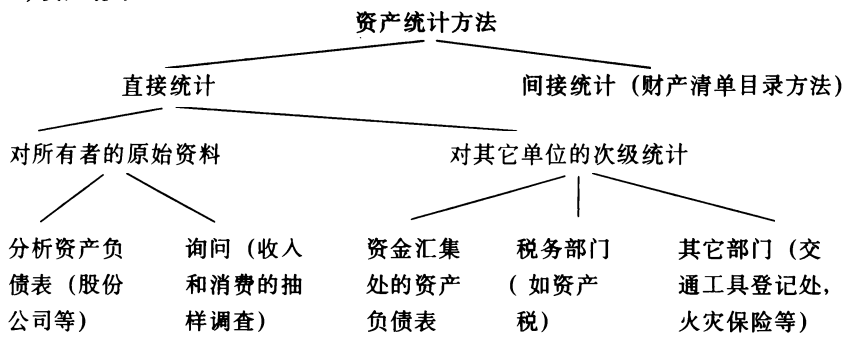 资产统计方法
直接统计
间接统计（财产清单目录方法）
对所有者的原始资料
对其它单位的次级统计
分析资产负
债表（股份
公司等）
询问（收入
和消费的抽
样调查）
资金汇集
处的资产
负债表
税务部门
（如资产
税）
其它部门（交
通工具登记处，
火灾保险等）